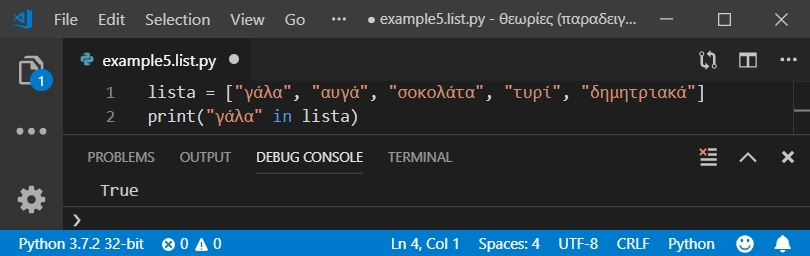 File Edit Selection View Go ··· ● example5.list.py - θεωρίες (παραδειγ...
example5.list.py ●
1 lista = ["γάλα", "αυγά", "σοκολάτα", "τυρί", "δημητριακά"]
2 print("γάλα" in lista)
PROBLEMS OUTPUT DEBUG CONSOLE TERMINAL
True
❯
1
Python 3.7.2 32-bit 0 0 Ln 4, Col 1 Spaces: 4 UTF-8 CRLF Python